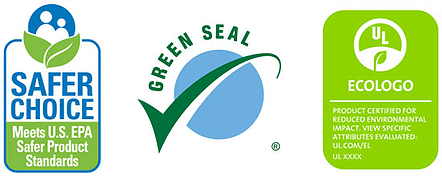 SAFER
CHOICE
Meets U.S. EPA
Safer Product
Standards
GREEN SEAL
®
UL
ECOLOGO
PRODUCT CERTIFIED FOR
REDUCED ENVIRONMENTAL
IMPACT. VIEW SPECIFIC
ATTRIBUTES EVALUATED:
UL.COM/EL
UL XXXX